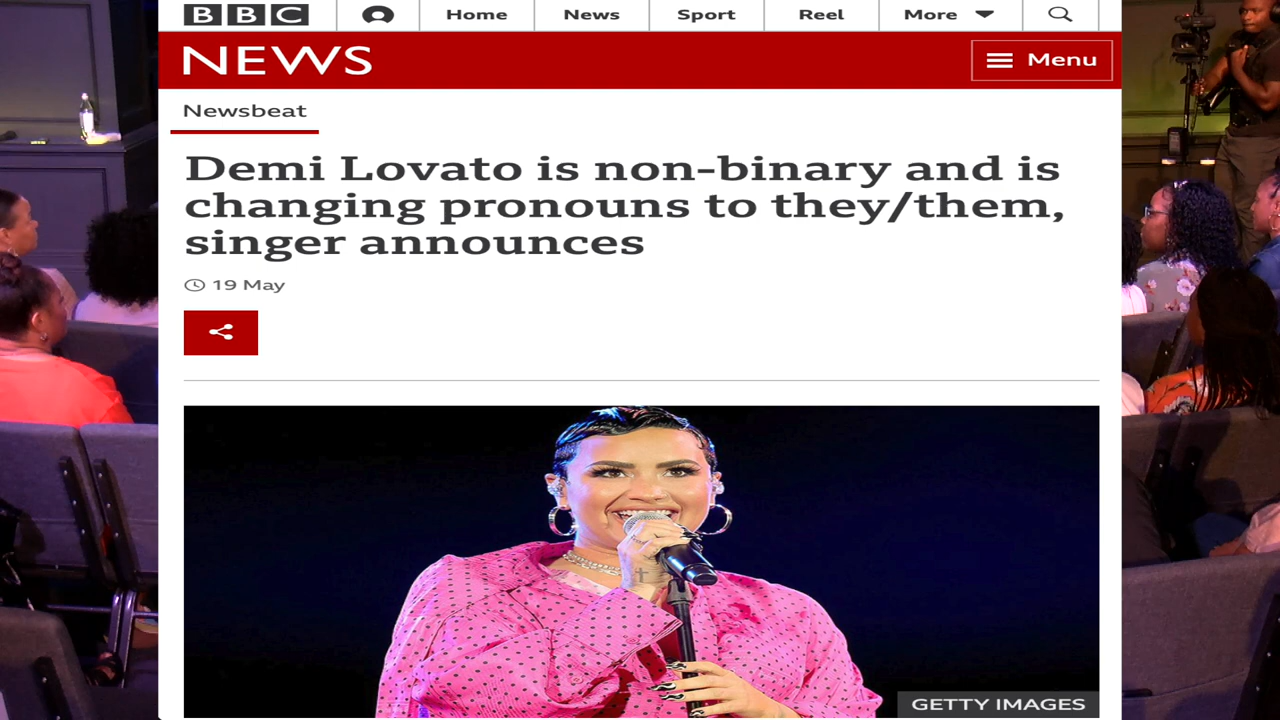 BBC Home News Sport Reel More
NEWS Menu
Newsbeat
Demi Lovato is non-binary and is
changing pronouns to they/them,
singer announces
19 May
GETTY IMAGES